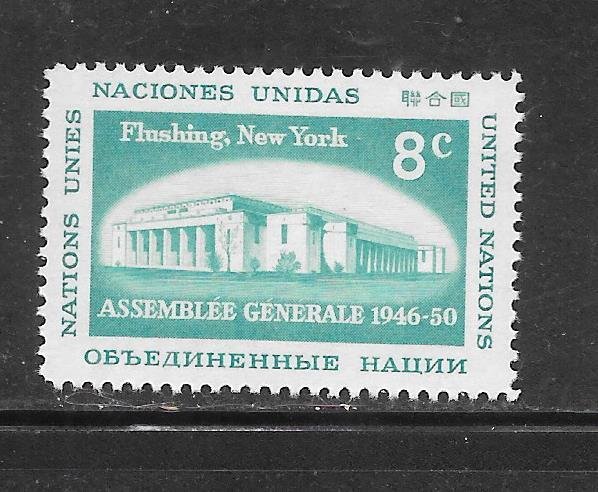 NACIONES UNIDAS
聯合國
NATIONS UNIES
Flushing, New York
8c
UNITED NATIONS
ASSEMBLÉE GÉNÉRALE 1946-50
ОБЪЕДИНЕННЫЕ НАЦИИ